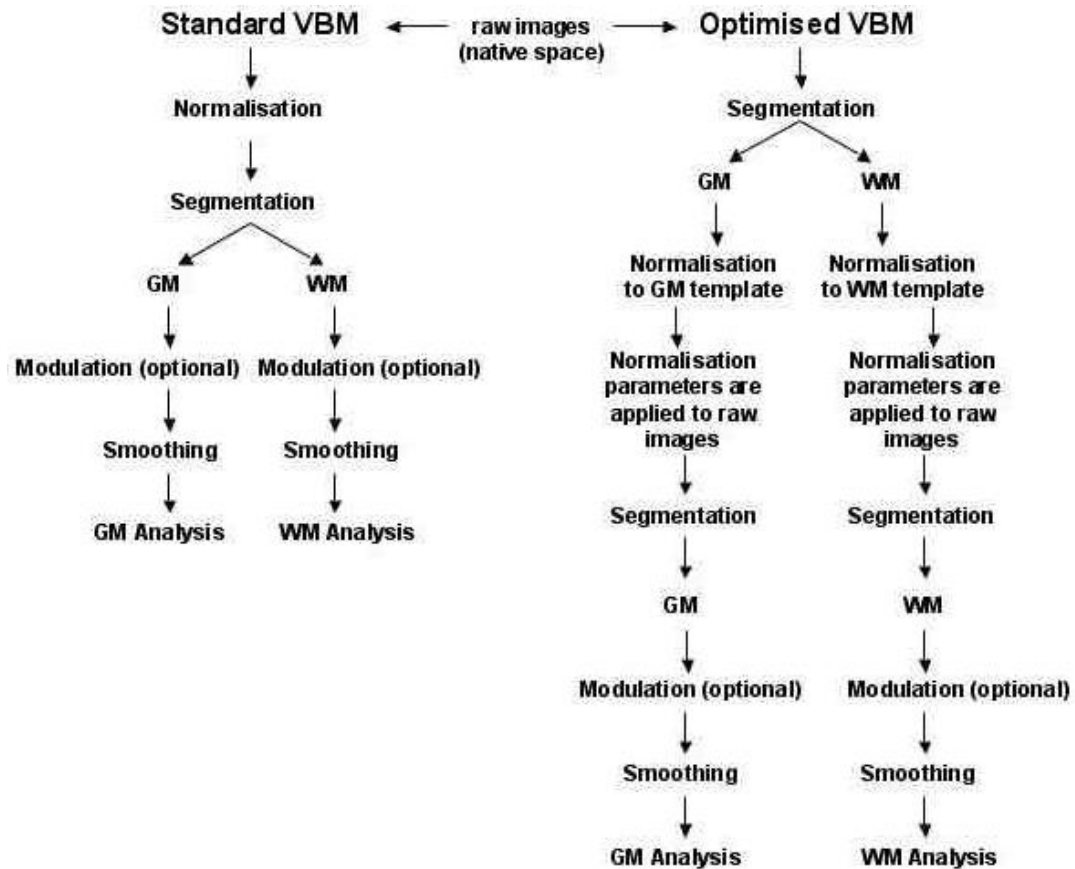 Standard VBM
raw images
(native space)
Optimised VBM
Normalisation
Segmentation
GM
WM
Modulation (optional)
Modulation (optional)
Smoothing
Smoothing
GM Analysis
WM Analysis
Segmentation
GM
WM
Normalisation
to GM template
Normalisation
to WM template
Normalisation
parameters are
applied to raw
images
Normalisation
parameters are
applied to raw
images
Segmentation
Segmentation
GM
WM
Modulation (optional)
Modulation (optional)
Smoothing
Smoothing
GM Analysis
WM Analysis